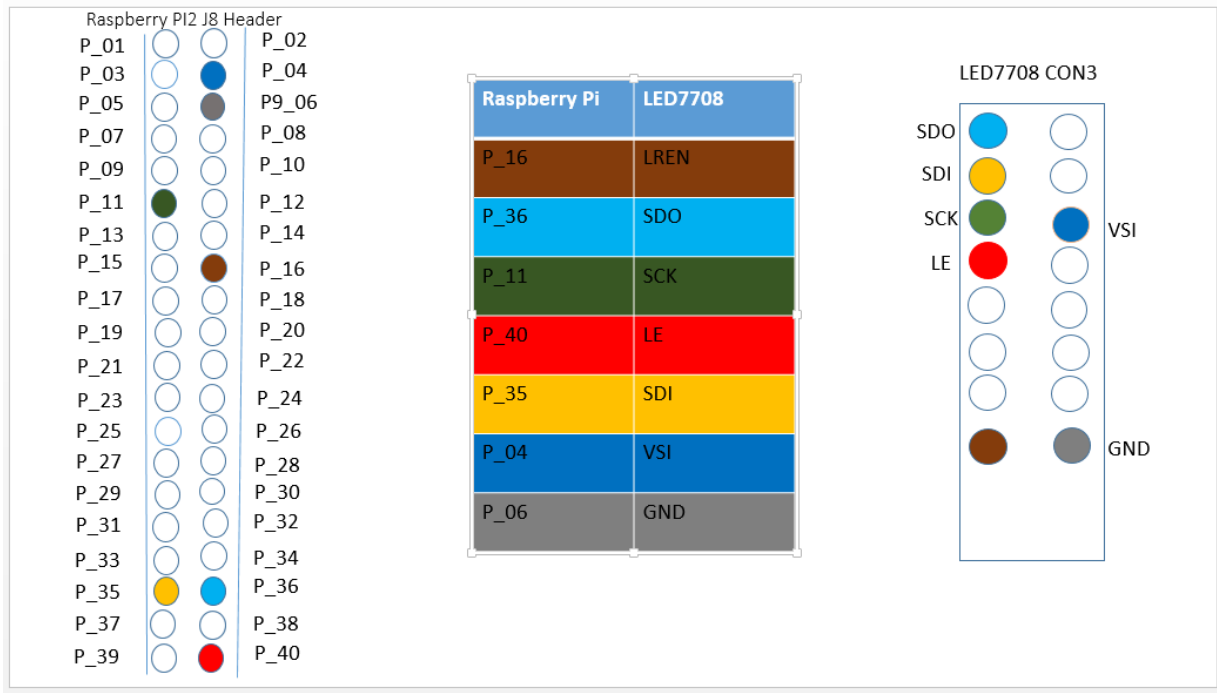 Raspberry PI2 J8 Header
P_01 P_02
P_03 P_04
P_05 P9_06
P_07 P_08
P_09 P_10
P_11 P_12
P_13 P_14
P_15 P_16
P_17 P_18
P_19 P_20
P_21 P_22
P_23 P_24
P_25 P_26
P_27 P_28
P_29 P_30
P_31 P_32
P_33 P_34
P_35 P_36
P_37 P_38
P_39 P_40
Raspberry Pi LED7708
P_16 LREN
P_36 SDO
P_11 SCK
P_40 LE
P_35 SDI
P_04 VSI
P_06 GND
LED7708 CON3
SDO
SDI
SCK VSI
LE
GND